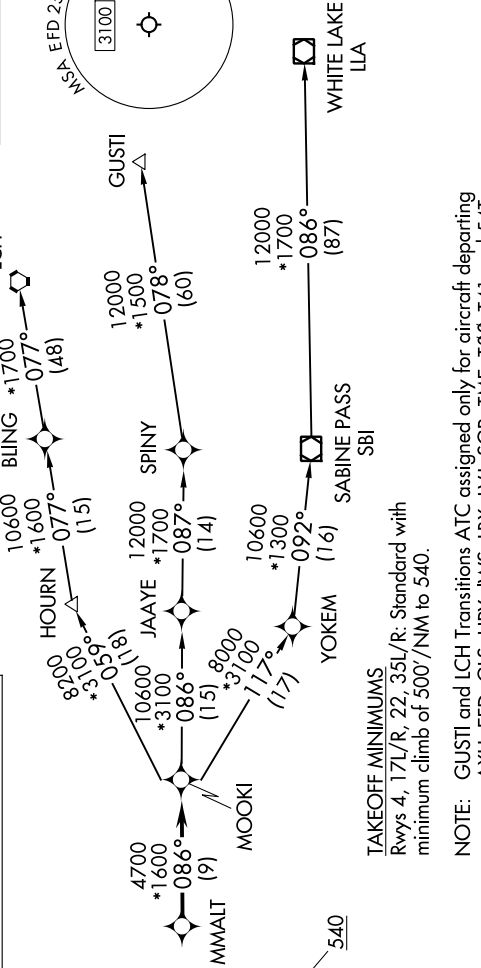 MSA EFD 25
3100
WHITE LAKE
LLA
GUSTI
12000
*1700
086°
(87)
12000
*1500
078°
(60)
*1700
077°
(48)
BLING
10600
*1600
077°
(15)
HOURN
8200
*3100
059°
(18)
SPINY
12000
*1700
087°
(14)
JAAYE
10600
*3100
086°
(15)
SABINE PASS
SBI
10600
*1300
092°
(16)
YOKEM
8000
*3100
117°
(17)
MOOKI
4700
*1600
086°
(9)
MMALT
540
TAKEOFF MINIMUMS
Rwys 4, 17L/R, 22, 35L/R: Standard with
minimum climb of 500'/NM to 540.
NOTE: GUSTI and LCH Transitions ATC assigned only for aircraft departing